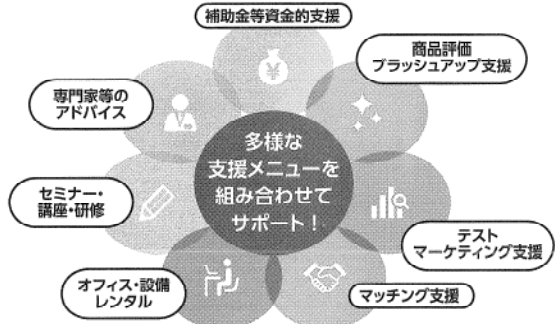 補助金等資金的支援
商品評価
ブラッシュアップ支援
専門家等の
アドバイス
多様な
支援メニューを
組み合わせて
サポート！
セミナー・
講座・研修
テスト
マーケティング支援
オフィス・設備
レンタル
マッチング支援
¥